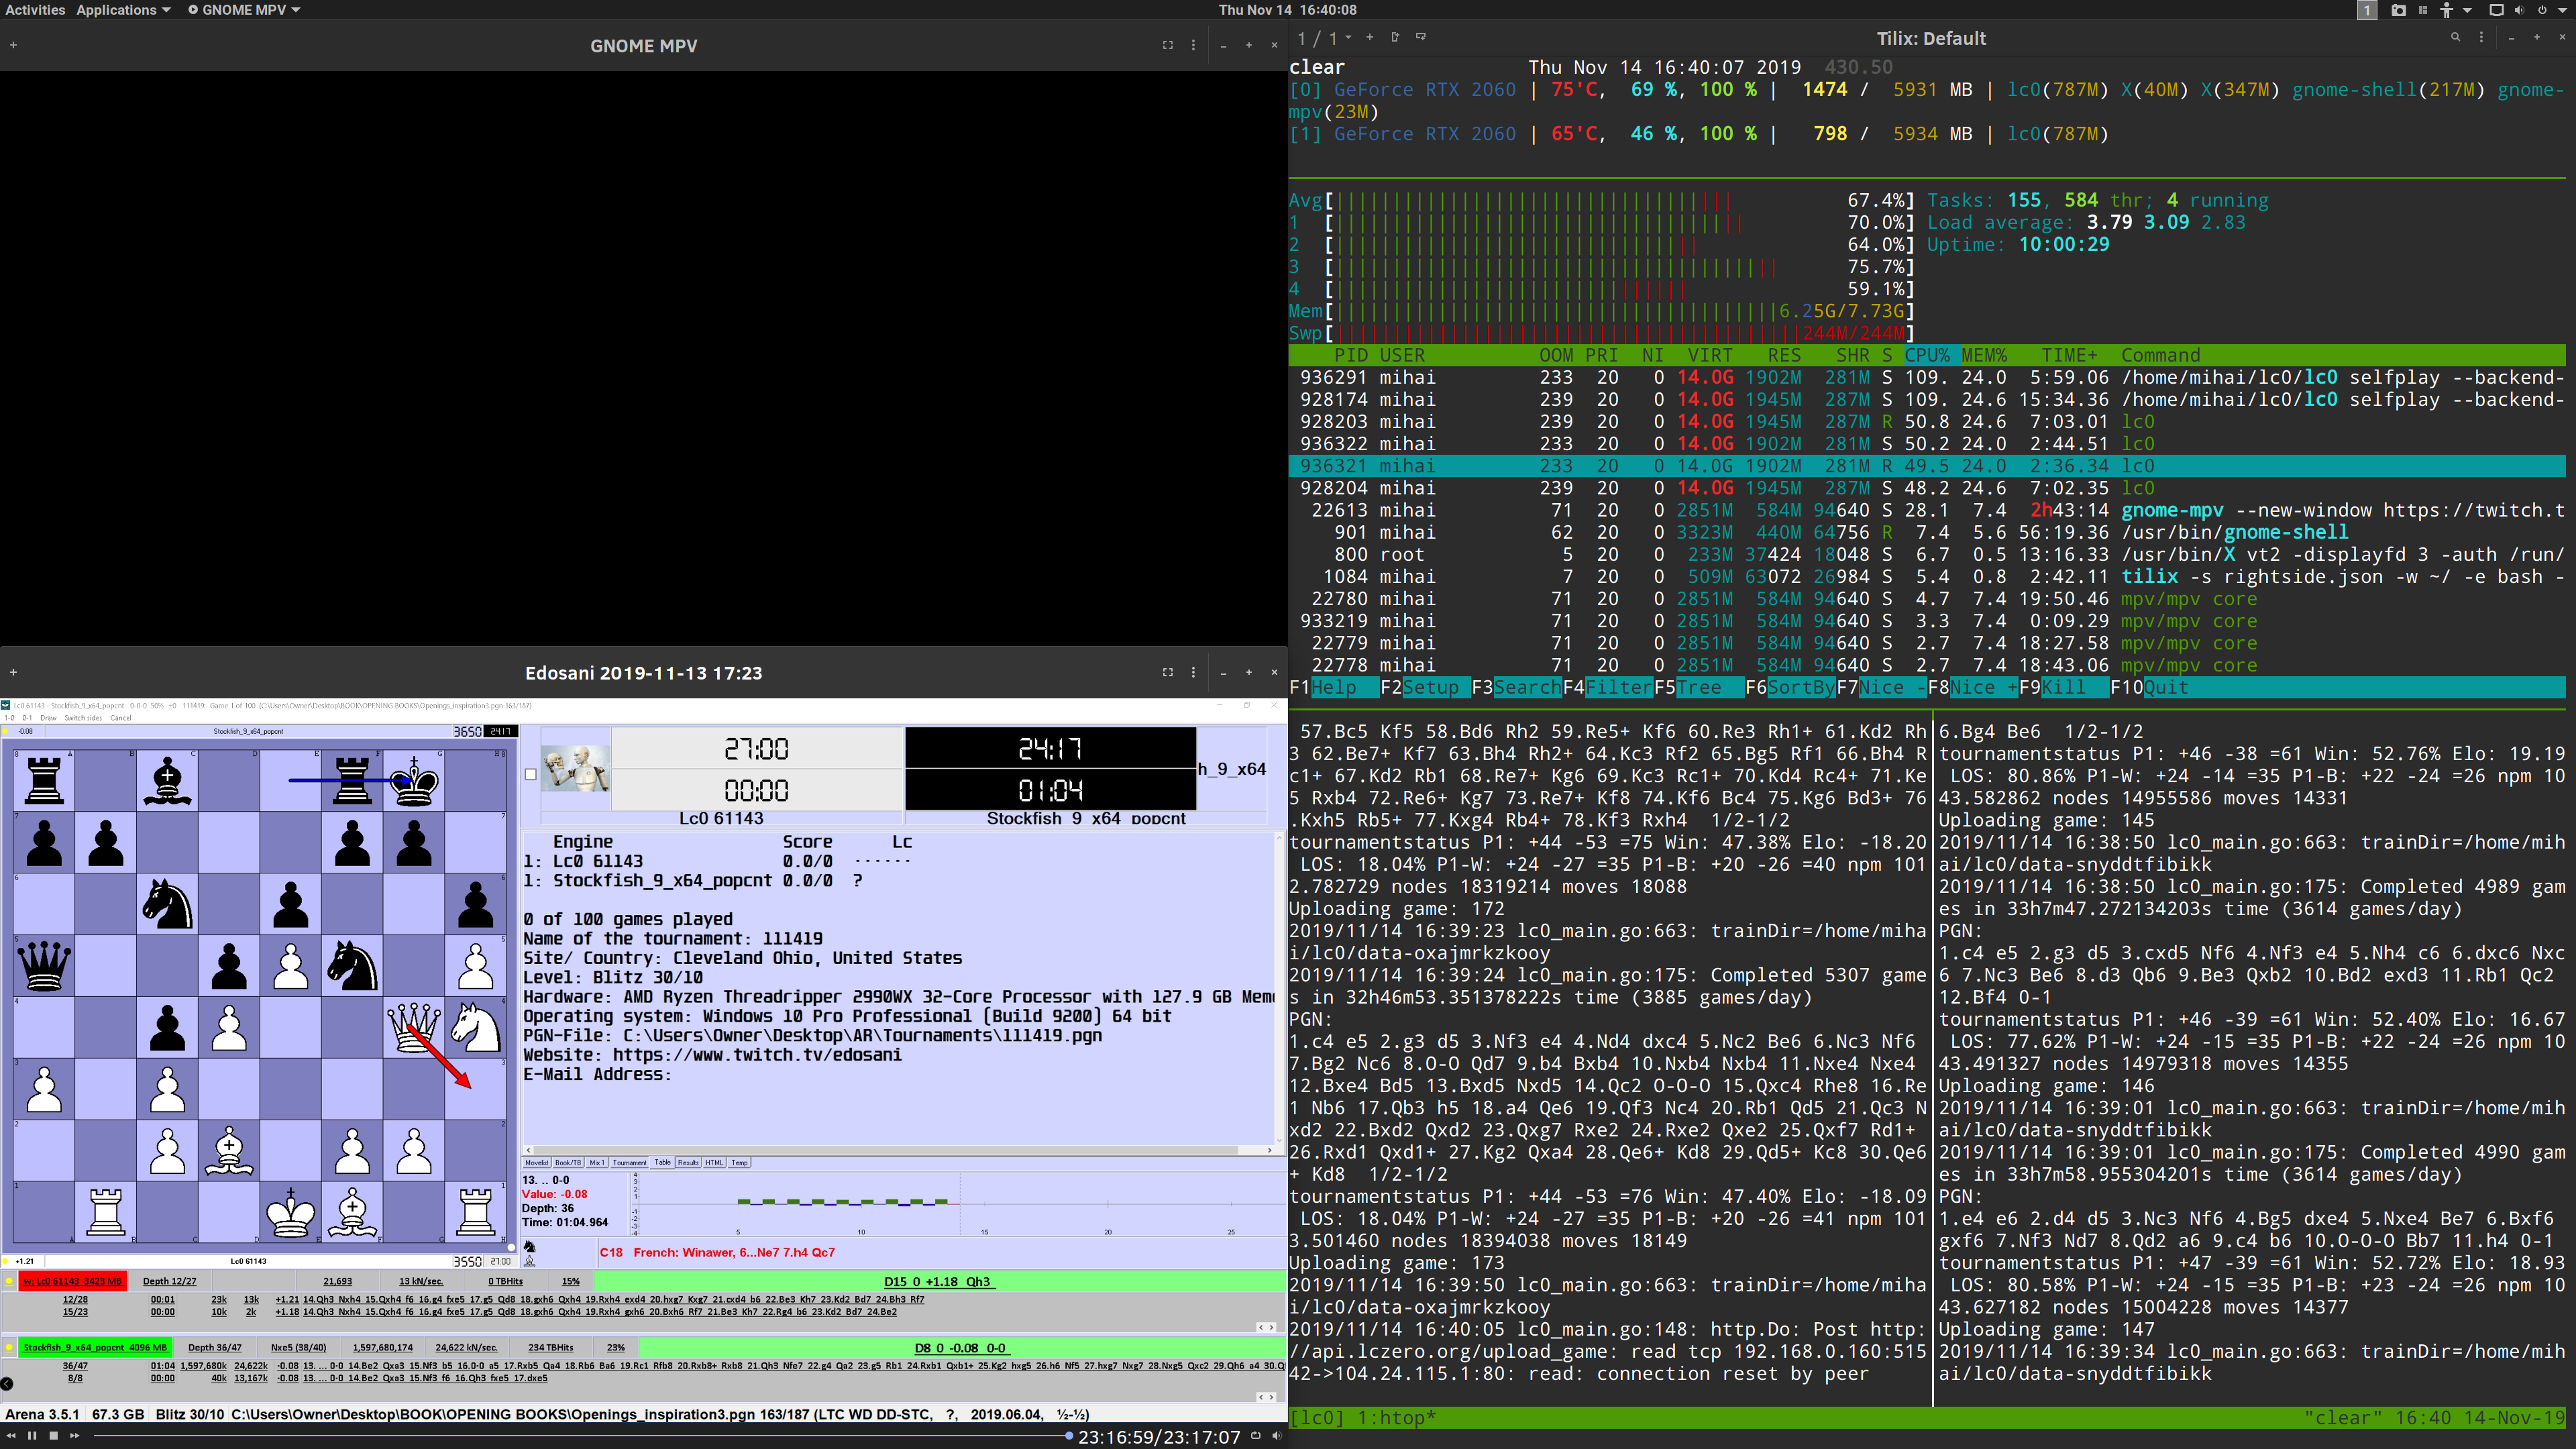 Activities Applications GNOME MPV Thu Nov 14 16:40:08 1
GNOME MPV
1 / 1 Tilix: Default
clear Thu Nov 14 16:40:07 2019 430.50
[0] GeForce RTX 2060 | 75'C, 69 %, 100 % | 1474 / 5931 MB | lc0(787M) X(40M) X(347M) gnome-shell(217M) gnome-
mpv(23M)
[1] GeForce RTX 2060 | 65'C, 46 %, 100 % | 798 / 5934 MB | lc0(787M)
Avg[ 67.4%] Tasks: 155, 584 thr; 4 running
1 [ 70.0%] Load average: 3.79 3.09 2.83
2 [ 64.0%] Uptime: 10:00:29
3 [ 75.7%]
4 [ 59.1%]
Mem[ 6.25G/7.73G]
Swp[ 244M/244M]
PID USER OOM PRI NI VIRT RES SHR S CPU% MEM% TIME+ Command
936291 mihai 233 20 0 14.0G 1902M 281M S 109. 24.0 5:59.06 /home/mihai/lc0/lc0 selfplay --backend-
928174 mihai 239 20 0 14.0G 1945M 287M S 109. 24.6 15:34.36 /home/mihai/lc0/lc0 selfplay --backend-
928203 mihai 239 20 0 14.0G 1945M 287M R 50.8 24.6 7:03.01 lc0
936322 mihai 233 20 0 14.0G 1902M 281M S 50.2 24.0 2:44.51 lc0
936321 mihai 233 20 0 14.0G 1902M 281M R 49.5 24.0 2:36.34 lc0
928204 mihai 239 20 0 14.0G 1945M 287M S 48.2 24.6 7:02.35 lc0
22613 mihai 71 20 0 2851M 584M 94640 S 28.1 7.4 2h43:14 gnome-mpv --new-window https://twitch.t
901 mihai 62 20 0 3323M 440M 64756 R 7.4 5.6 56:19.36 /usr/bin/gnome-shell
800 root 5 20 0 233M 37424 18048 S 6.7 0.5 13:16.33 /usr/bin/X vt2 -displayfd 3 -auth /run/
1084 mihai 7 20 0 509M 63072 26984 S 5.4 0.8 2:42.11 tilix -s rightside.json -w ~/ -e bash -
22780 mihai 71 20 0 2851M 584M 94640 S 4.7 7.4 19:50.46 mpv/mpv core
933219 mihai 71 20 0 2851M 584M 94640 S 3.3 7.4 0:09.29 mpv/mpv core
22779 mihai 71 20 0 2851M 584M 94640 S 2.7 7.4 18:27.58 mpv/mpv core
22778 mihai 71 20 0 2851M 584M 94640 S 2.7 7.4 18:43.06 mpv/mpv core
F1Help F2Setup F3SearchF4FilterF5Tree F6SortByF7Nice -F8Nice +F9Kill F10Quit
57.Bc5 Kf5 58.Bd6 Rh2 59.Re5+ Kf6 60.Re3 Rh1+ 61.Kd2 Rh
3 62.Be7+ Kf7 63.Bh4 Rh2+ 64.Kc3 Rf2 65.Bg5 Rf1 66.Bh4 R
c1+ 67.Kd2 Rb1 68.Re7+ Kg6 69.Kc3 Rc1+ 70.Kd4 Rc4+ 71.Ke
5 Rxb4 72.Re6+ Kg7 73.Re7+ Kf8 74.Kf6 Bc4 75.Kg6 Bd3+ 76
.Kxh5 Rb5+ 77.Kxg4 Rb4+ 78.Kf3 Rxh4 1/2-1/2
tournamentstatus P1: +44 -53 =75 Win: 47.38% Elo: -18.20
LOS: 18.04% P1-W: +24 -27 =35 P1-B: +20 -26 =40 npm 101
2.782729 nodes 18319214 moves 18088
Uploading game: 172
2019/11/14 16:39:23 lc0_main.go:663: trainDir=/home/miha
i/lc0/data-oxajmrkzkooy
2019/11/14 16:39:24 lc0_main.go:175: Completed 5307 game
s in 32h46m53.351378222s time (3885 games/day)
PGN:
1.c4 e5 2.g3 d5 3.Nf3 e4 4.Nd4 dxc4 5.Nc2 Be6 6.Nc3 Nf6
7.Bg2 Nc6 8.O-O Qd7 9.b4 Bxb4 10.Nxb4 Nxb4 11.Nxe4 Nxe4
12.Bxe4 Bd5 13.Bxd5 Nxd5 14.Qc2 O-O-O 15.Qxc4 Rhe8 16.Re
1 Nb6 17.Qb3 h5 18.a4 Qe6 19.Qf3 Nc4 20.Rb1 Qd5 21.Qc3 N
xd2 22.Bxd2 Qxd2 23.Qxg7 Rxe2 24.Rxe2 Qxe2 25.Qxf7 Rd1+
26.Rxd1 Qxd1+ 27.Kg2 Qxa4 28.Qe6+ Kd8 29.Qd5+ Kc8 30.Qe6
+ Kd8 1/2-1/2
tournamentstatus P1: +44 -53 =76 Win: 47.40% Elo: -18.09
LOS: 18.04% P1-W: +24 -27 =35 P1-B: +20 -26 =41 npm 101
3.501460 nodes 18394038 moves 18149
Uploading game: 173
2019/11/14 16:39:50 lc0_main.go:663: trainDir=/home/miha
i/lc0/data-oxajmrkzkooy
2019/11/14 16:40:05 lc0_main.go:148: http.Do: Post http:
//api.lczero.org/upload_game: read tcp 192.168.0.160:515
42->104.24.115.1:80: read: connection reset by peer
6.Bg4 Be6 1/2-1/2
tournamentstatus P1: +46 -38 =61 Win: 52.76% Elo: 19.19
LOS: 80.86% P1-W: +24 -14 =35 P1-B: +22 -24 =26 npm 10
43.582862 nodes 14955586 moves 14331
Uploading game: 145
2019/11/14 16:38:50 lc0_main.go:663: trainDir=/home/mih
ai/lc0/data-snyddtfibikk
2019/11/14 16:38:50 lc0_main.go:175: Completed 4989 gam
es in 33h7m47.272134203s time (3614 games/day)
PGN:
1.c4 e5 2.g3 d5 3.cxd5 Nf6 4.Nf3 e4 5.Nh4 c6 6.dxc6 Nxc
6 7.Nc3 Be6 8.d3 Qb6 9.Be3 Qxb2 10.Bd2 exd3 11.Rb1 Qc2
12.Bf4 0-1
tournamentstatus P1: +46 -39 =61 Win: 52.40% Elo: 16.67
LOS: 77.62% P1-W: +24 -15 =35 P1-B: +22 -24 =26 npm 10
43.491327 nodes 14979318 moves 14355
Uploading game: 146
2019/11/14 16:39:01 lc0_main.go:663: trainDir=/home/mih
ai/lc0/data-snyddtfibikk
2019/11/14 16:39:01 lc0_main.go:175: Completed 4990 gam
es in 33h7m58.955304201s time (3614 games/day)
PGN:
1.e4 e6 2.d4 d5 3.Nc3 Nf6 4.Bg5 dxe4 5.Nxe4 Be7 6.Bxf6
gxf6 7.Nf3 Nd7 8.Qd2 a6 9.c4 b6 10.O-O-O Bb7 11.h4 0-1
tournamentstatus P1: +47 -39 =61 Win: 52.72% Elo: 18.93
LOS: 80.58% P1-W: +24 -15 =35 P1-B: +23 -24 =26 npm 10
43.627182 nodes 15004228 moves 14377
Uploading game: 147
2019/11/14 16:39:34 lc0_main.go:663: trainDir=/home/mih
ai/lc0/data-snyddtfibikk
[lc0] 1:htop* "clear" 16:40 14-Nov-19
Edosani 2019-11-13 17:23
Lc0 61143 - Stockfish_9_x64_popcnt 0-0-0 50% ±0 111419: Game 1 of 100 (C:\Users\Owner\Desktop\BOOK\OPENING BOOKS\Openings_inspiration3.pgn 163/187)
1-0 0-1 Draw Switch sides Cancel
-0.08 Stockfish_9_x64_popcnt 3650 24:17
27:00 24:17
h_9_x64
00:00 01:04
Lc0 61143 Stockfish_9_x64_popcnt
Engine Score Lc
1: Lc0 61143 0.0/0 ······
1: Stockfish_9_x64_popcnt 0.0/0 ?
0 of 100 games played
Name of the tournament: 111419
Site/ Country: Cleveland Ohio, United States
Level: Blitz 30/10
Hardware: AMD Ryzen Threadripper 2990WX 32-Core Processor with 127.9 GB Mem
Operating system: Windows 10 Pro Professional (Build 9200) 64 bit
PGN-File: C:\Users\Owner\Desktop\AR\Tournaments\111419.pgn
Website: https://www.twitch.tv/edosani
E-Mail Address:
Movelist Book/TB Mix 1 Tournament Table Results HTML Temp
13. .. 0-0
Value: -0.08
Depth: 36
Time: 01:04.964
5 10 15 20 25
C18 French: Winawer, 6...Ne7 7.h4 Qc7
+1.21 Lc0 61143 3550 27:00
w: Lc0 61143 3423 MB Depth 12/27 21,693 13 kN/sec. 0 TBHits 15% D15 0 +1.18 Qh3
12/28 00:01 23k 13k +1.21 14.Qh3 Nxh4 15.Qxh4 f6 16.g4 fxe5 17.g5 Qd8 18.gxh6 Qxh4 19.Rxh4 exd4 20.hxg7 Kxg7 21.cxd4 b6 22.Be3 Kh7 23.Kd2 Bd7 24.Bh3 Rf7
15/23 00:00 10k 2k +1.18 14.Qh3 Nxh4 15.Qxh4 f6 16.g4 fxe5 17.g5 Qd8 18.gxh6 Qxh4 19.Rxh4 gxh6 20.Bxh6 Rf7 21.Be3 Kh7 22.Rg4 b6 23.Kd2 Bd7 24.Be2
Stockfish_9_x64_popcnt 4096 MB Depth 36/47 Nxe5 (38/40) 1,597,680,174 24,622 kN/sec. 234 TBHits 23% D8 0 -0.08 0-0
36/47 01:04 1,597,680k 24,622k -0.08 13. ... 0-0 14.Be2 Qxa3 15.Nf3 b5 16.0-0 a5 17.Rxb5 Qa4 18.Rb6 Ba6 19.Rc1 Rfb8 20.Rxb8+ Rxb8 21.Qh3 Nfe7 22.g4 Qa2 23.g5 Rb1 24.Rxb1 Qxb1+ 25.Kg2 hxg5 26.h6 Nf5 27.hxg7 Nxg7 28.Nxg5 Qxc2 29.Qh6 a4 30.Q
8/8 00:00 40k 13,167k -0.08 13. ... 0-0 14.Be2 Qxa3 15.Nf3 f6 16.Qh3 fxe5 17.dxe5
Arena 3.5.1 67.3 GB Blitz 30/10 C:\Users\Owner\Desktop\BOOK\OPENING BOOKS\Openings_inspiration3.pgn 163/187 (LTC WD DD-STC, ?, 2019.06.04, ½-½)
23:16:59/23:17:07